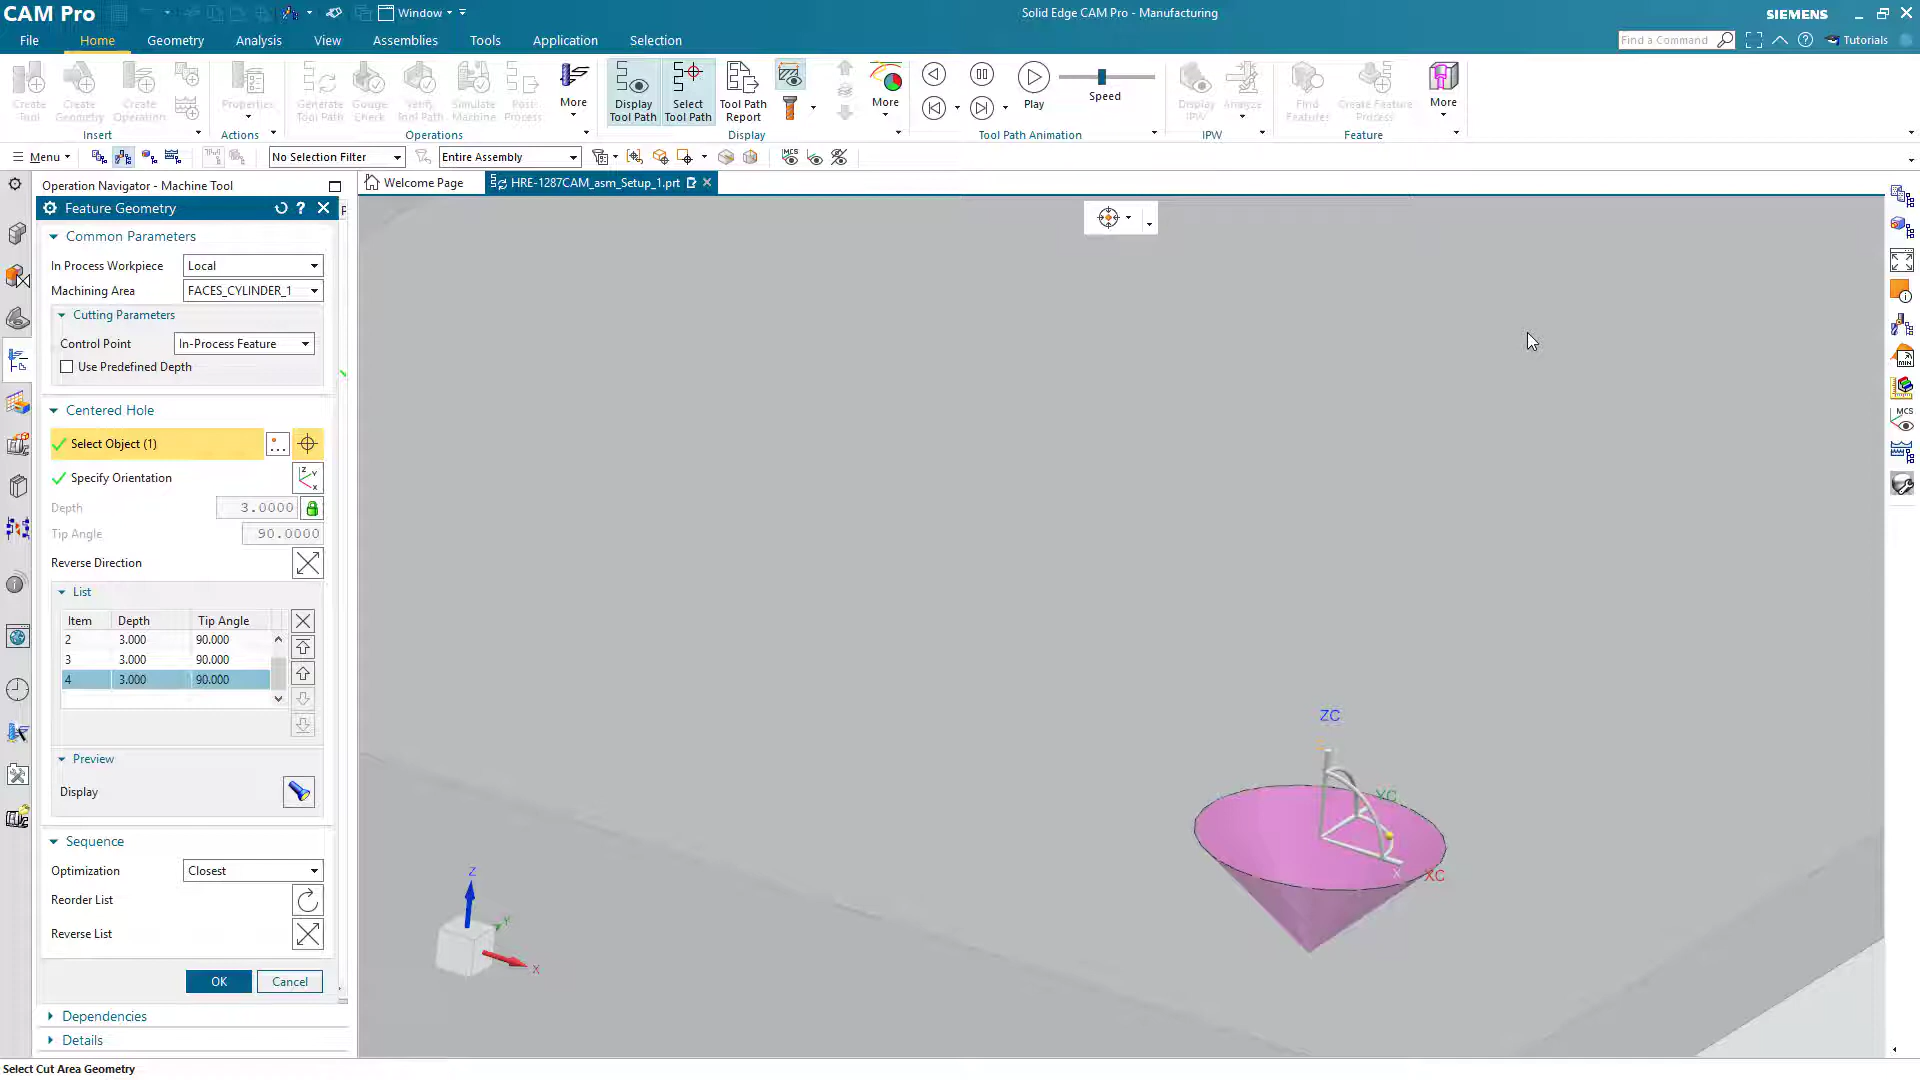 CAM Pro
Window
Solid Edge CAM Pro - Manufacturing
SIEMENS
File
Home
Geometry
Analysis
View
Assemblies
Tools
Application
Selection
Find a Command
Tutorials
Create Tool
Create Geometry
Create Operation
Insert
Properties
Actions
Generate Tool Path
Gouge Check
Verify Tool Path
Simulate Machine
Post Process
More
Operations
Display Tool Path
Select Tool Path
Tool Path Report
More
Display
Play
Speed
Tool Path Animation
Display IPW
Analyze
IPW
Find Features
Create Feature Process
More
Feature
Menu
No Selection Filter
Entire Assembly
MCS
Operation Navigator - Machine Tool
Welcome Page
HRE-1287CAM_asm_Setup_1.prt
Feature Geometry
Common Parameters
In Process Workpiece
Local
Machining Area
FACES_CYLINDER_1
Cutting Parameters
Control Point
In-Process Feature
Use Predefined Depth
Centered Hole
Select Object (1)
Specify Orientation
Depth
3.0000
Tip Angle
90.0000
Reverse Direction
List
Item Depth Tip Angle
2 3.000 90.000
3 3.000 90.000
4 3.000 90.000
Preview
Display
Sequence
Optimization
Closest
Reorder List
Reverse List
OK
Cancel
Dependencies
Details
Select Cut Area Geometry
ZC
YC
XC
X
Z
Y
X
MIN
MCS